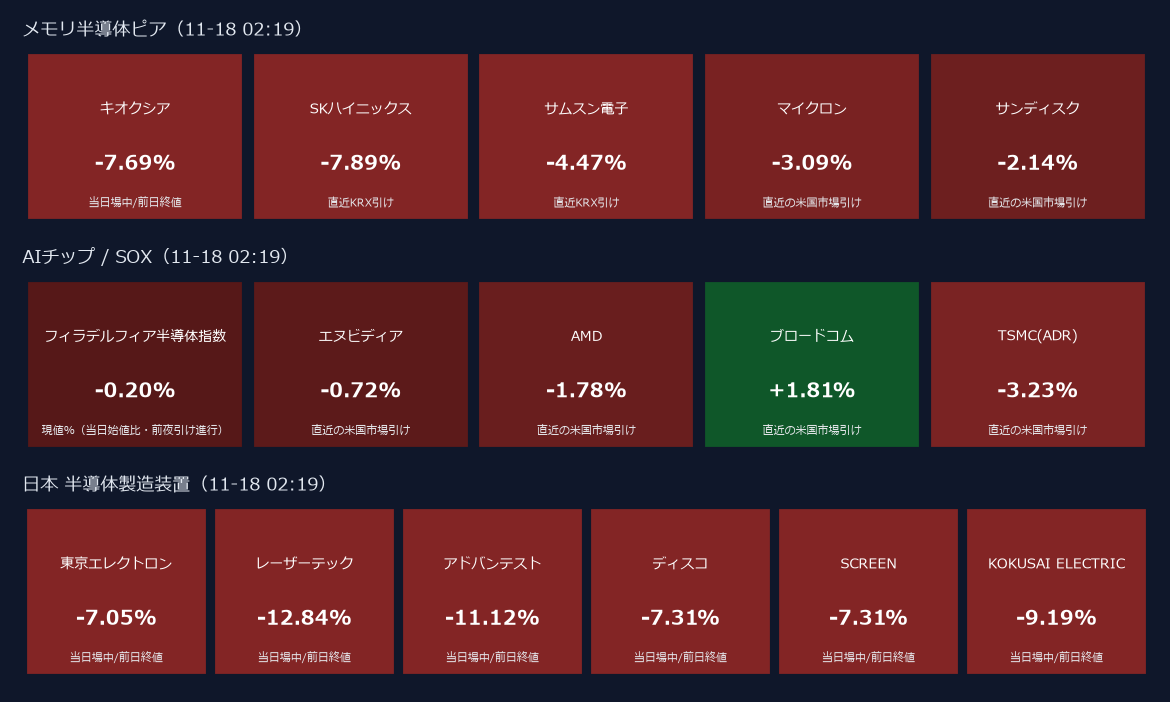 メモリ半導体ピア（11-18 02:19）
キオクシア
-7.69%
当日場中/前日終値
SKハイニックス
-7.89%
直近KRX引け
サムスン電子
-4.47%
直近KRX引け
マイクロン
-3.09%
直近の米国市場引け
サンディスク
-2.14%
直近の米国市場引け
AIチップ / SOX（11-18 02:19）
フィラデルフィア半導体指数
-0.20%
現値%（当日始値比・前夜引け進行）
エヌビディア
-0.72%
直近の米国市場引け
AMD
-1.78%
直近の米国市場引け
ブロードコム
+1.81%
直近の米国市場引け
TSMC(ADR)
-3.23%
直近の米国市場引け
日本 半導体製造装置（11-18 02:19）
東京エレクトロン
-7.05%
当日場中/前日終値
レーザーテック
-12.84%
当日場中/前日終値
アドバンテスト
-11.12%
当日場中/前日終値
ディスコ
-7.31%
当日場中/前日終値
SCREEN
-7.31%
当日場中/前日終値
KOKUSAI ELECTRIC
-9.19%
当日場中/前日終値